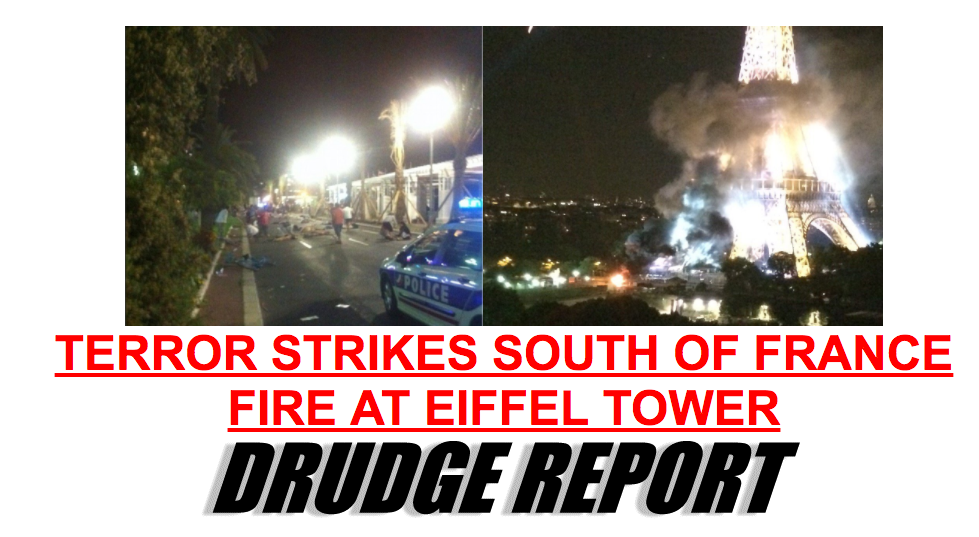 POLICE
TERROR STRIKES SOUTH OF FRANCE
FIRE AT EIFFEL TOWER
DRUDGE REPORT